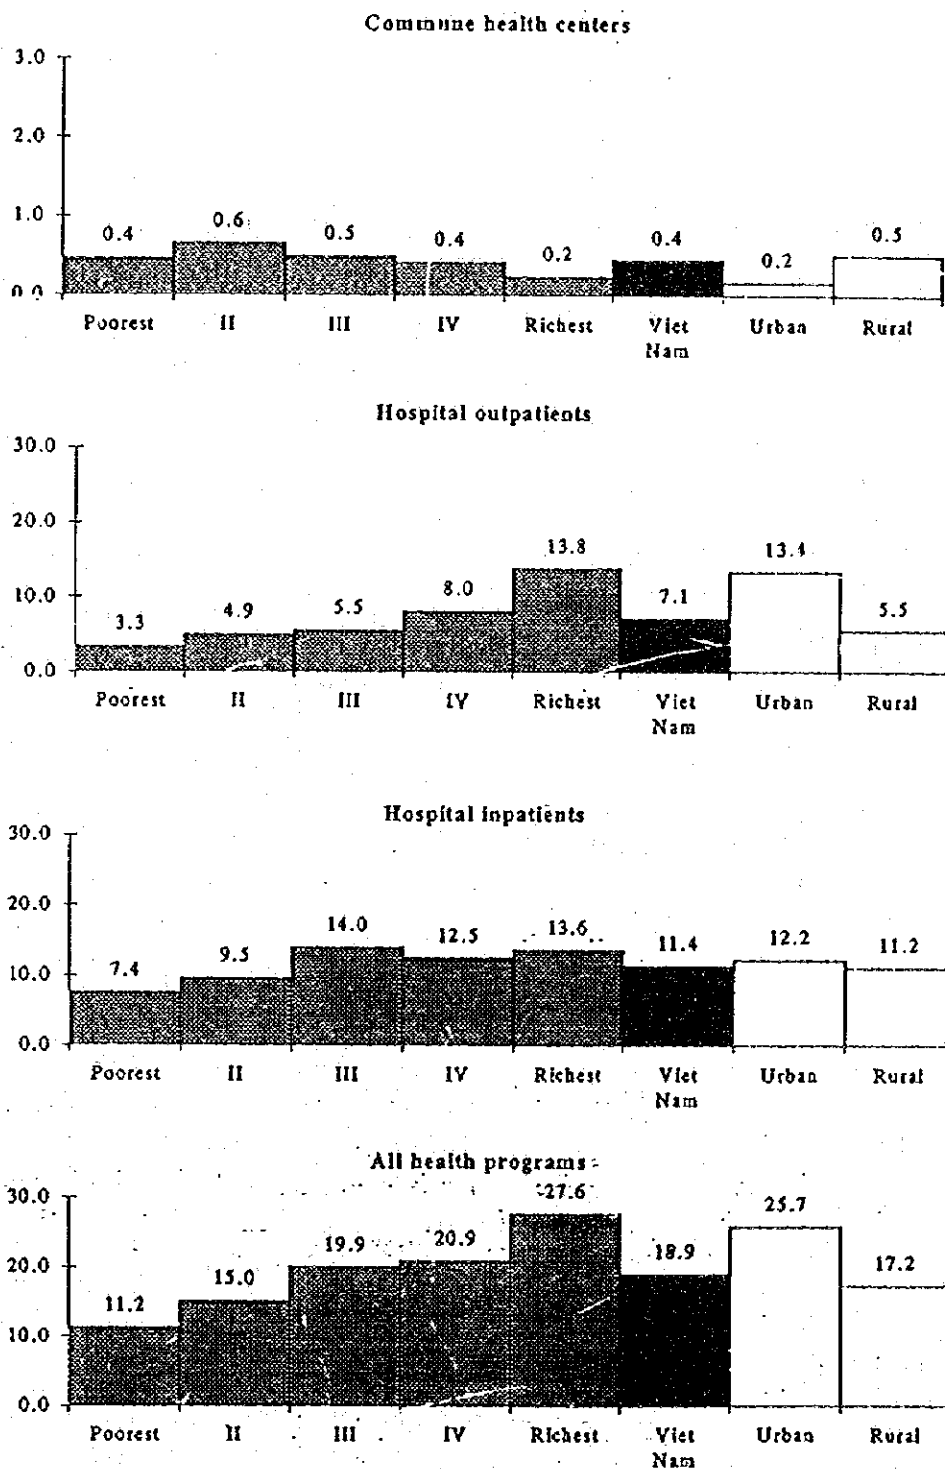 Commune health centers
3.0
2.0
1.0
0.0
0.4
0.6
0.5
0.4
0.2
0.4
0.2
0.5
Poorest
II
III
IV
Richest
Viet
Nam
Urban
Rural
Hospital outpatients
30.0
20.0
10.0
0.0
3.3
4.9
5.5
8.0
13.8
7.1
13.4
5.5
Poorest
II
III
IV
Richest
Viet
Nam
Urban
Rural
Hospital inpatients
30.0
20.0
10.0
0.0
7.4
9.5
14.0
12.5
13.6
11.4
12.2
11.2
Poorest
II
III
IV
Richest
Viet
Nam
Urban
Rural
All health programs
30.0
20.0
10.0
0.0
11.2
15.0
19.9
20.9
27.6
18.9
25.7
17.2
Poorest
II
III
IV
Richest
Viet
Nam
Urban
Rural